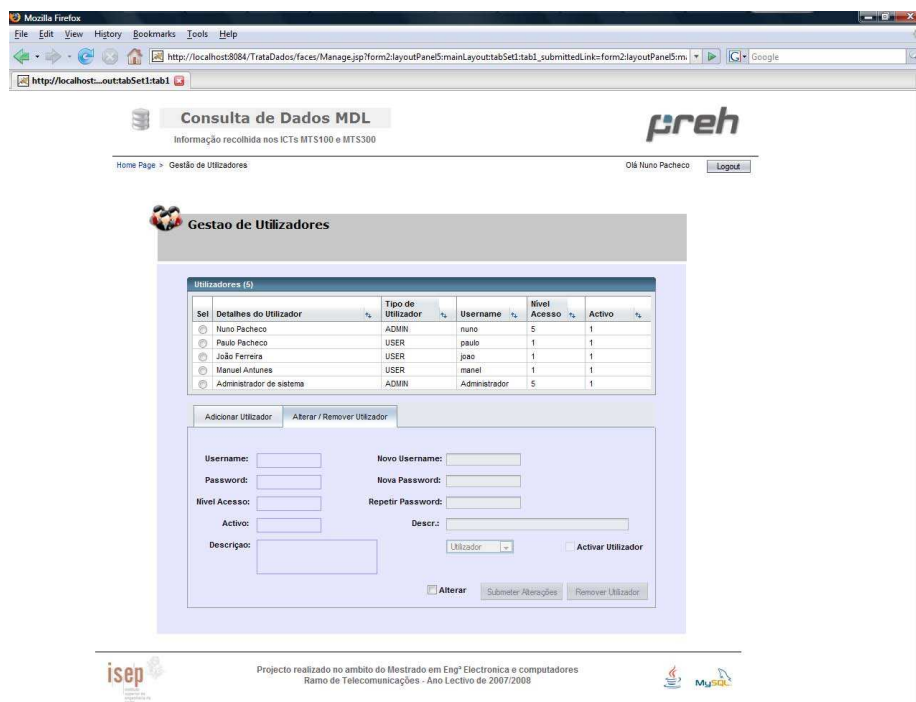 Mozilla Firefox
File Edit View History Bookmarks Tools Help
http://localhost:8084/TrataDados/faces/Manage.jsp?form2:layoutPanel5:mainLayout:tabSet1:tab1_submittedLink=form2:layoutPanel5:m
Google
http://localhost:...out:tabSet1:tab1
Consulta de Dados MDL
Informação recolhida nos ICTs MTS100 e MTS300
preh
Home Page > Gestão de Utilizadores
Olá Nuno Pacheco
Logout
Gestao de Utilizadores
Utilizadores (5)
Sel Detalhes do Utilizador Tipo de Utilizador Username Nível Acesso Activo
Nuno Pacheco ADMIN nuno 5 1
Paulo Pacheco USER paulo 1 1
João Ferreira USER joao 1 1
Manuel Antunes USER manel 1 1
Administrador de sistema ADMIN Administrador 5 1
Adicionar Utilizador Alterar / Remover Utilizador
Username: Novo Username:
Password: Nova Password:
Nível Acesso: Repetir Password:
Activo: Descr.:
Descriçao: Utilizador Activar Utilizador
Alterar Submeter Alterações Remover Utilizador
isep
Projecto realizado no ambito do Mestrado em Engª Electronica e computadores
Ramo de Telecomunicações - Ano Lectivo de 2007/2008
MySQL